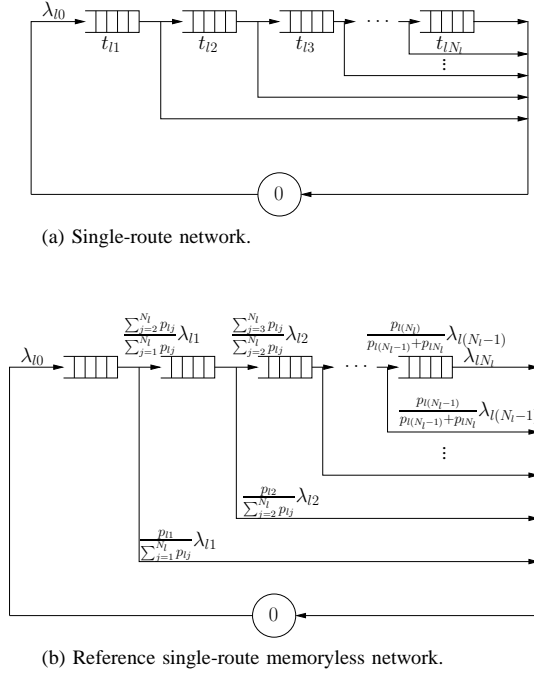 λ_{l0}
t_{l1} t_{l2} t_{l3} ··· t_{lN_l}
⋮
0
(a) Single-route network.
λ_{l0} \frac{\sum_{j=2}^{N_l} p_{lj}}{\sum_{j=1}^{N_l} p_{lj}} λ_{l1} \frac{\sum_{j=3}^{N_l} p_{lj}}{\sum_{j=2}^{N_l} p_{lj}} λ_{l2} ··· \frac{p_{l(N_l)}}{p_{l(N_l-1)}+p_{lN_l}} λ_{l(N_l-1)}
λ_{lN_l}
\frac{p_{l(N_l-1)}}{p_{l(N_l-1)}+p_{lN_l}} λ_{l(N_l-1)}
⋮
\frac{p_{l2}}{\sum_{j=2}^{N_l} p_{lj}} λ_{l2}
\frac{p_{l1}}{\sum_{j=1}^{N_l} p_{lj}} λ_{l1}
0
(b) Reference single-route memoryless network.